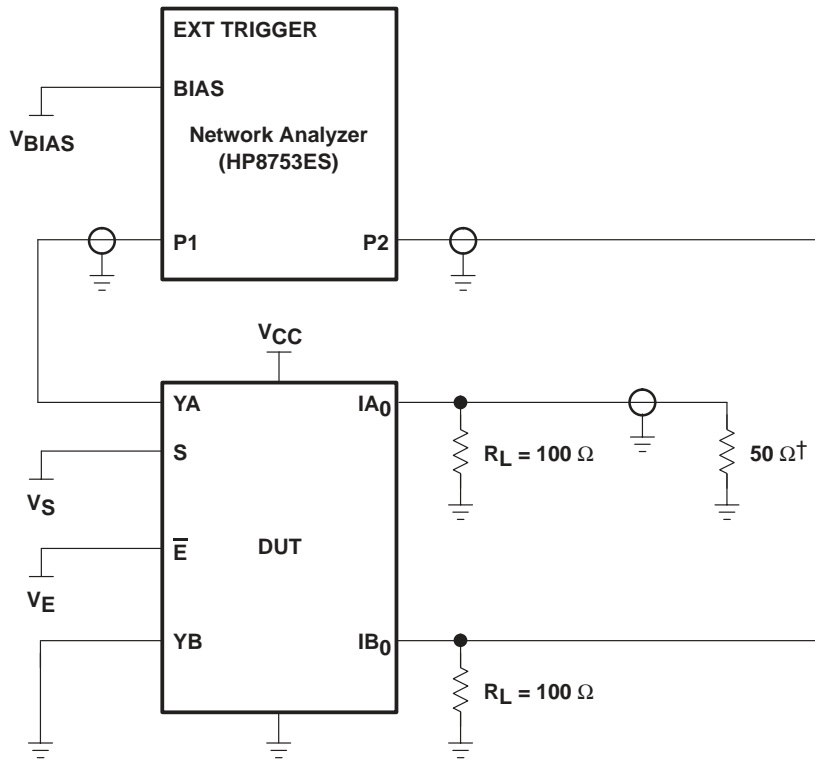 EXT TRIGGER
BIAS
VBIAS
Network Analyzer
(HP8753ES)
P1
P2
VCC
YA
IA0
S
RL = 100 Ω
50 Ω†
VS
E̅
DUT
VE
YB
IB0
RL = 100 Ω